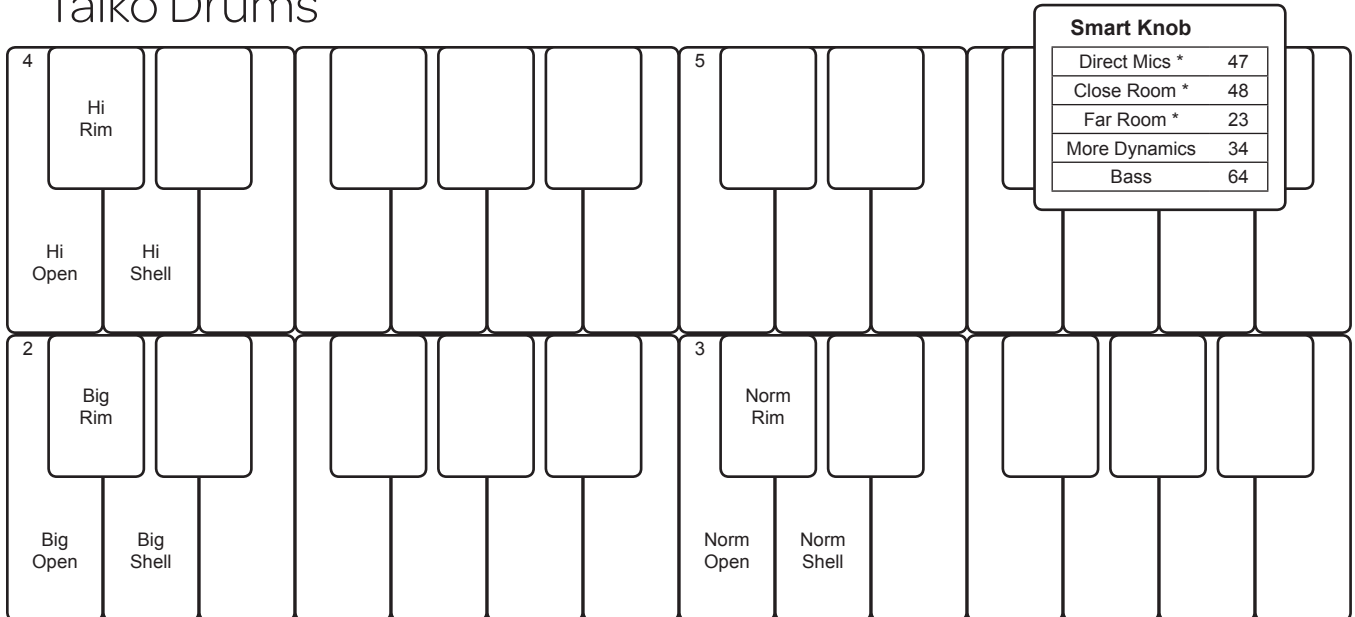 Taiko Drums
Smart Knob
Direct Mics * 47
Close Room * 48
Far Room * 23
More Dynamics 34
Bass 64
4
5
Hi
Rim
Hi
Open
Hi
Shell
2
3
Big
Rim
Norm
Rim
Big
Open
Big
Shell
Norm
Open
Norm
Shell